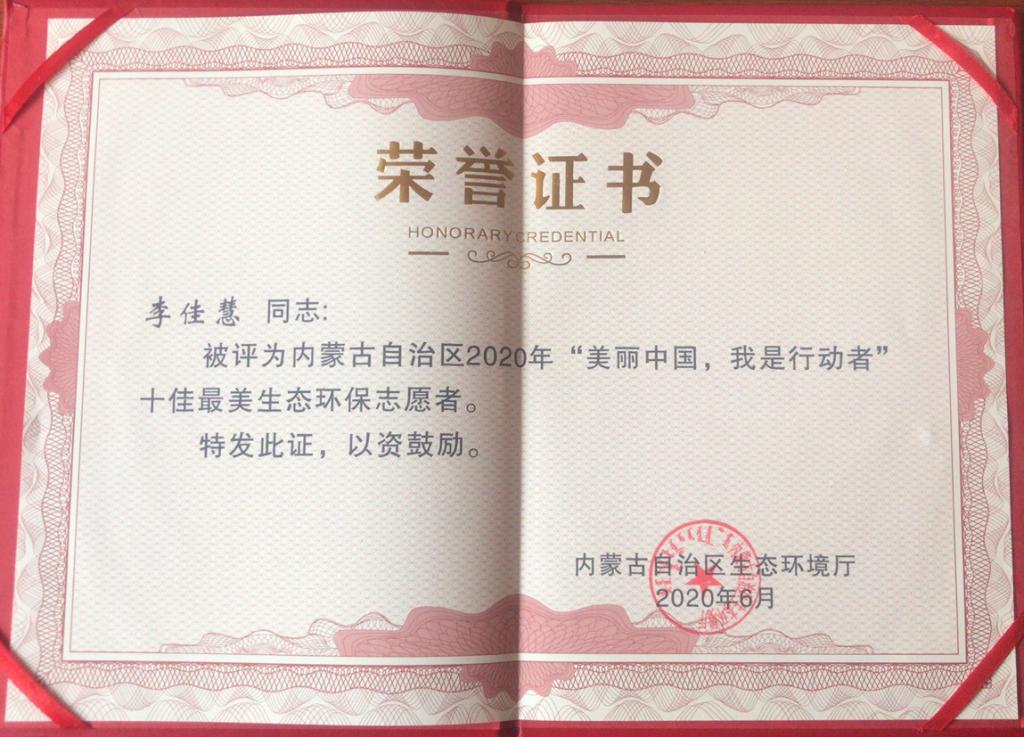 荣誉证书
HONORARY CREDENTIAL
李佳慧 同志:
被评为内蒙古自治区2020年“美丽中国，我是行动者”
十佳最美生态环保志愿者。
特发此证，以资鼓励。
内蒙古自治区生态环境厅
2020年6月